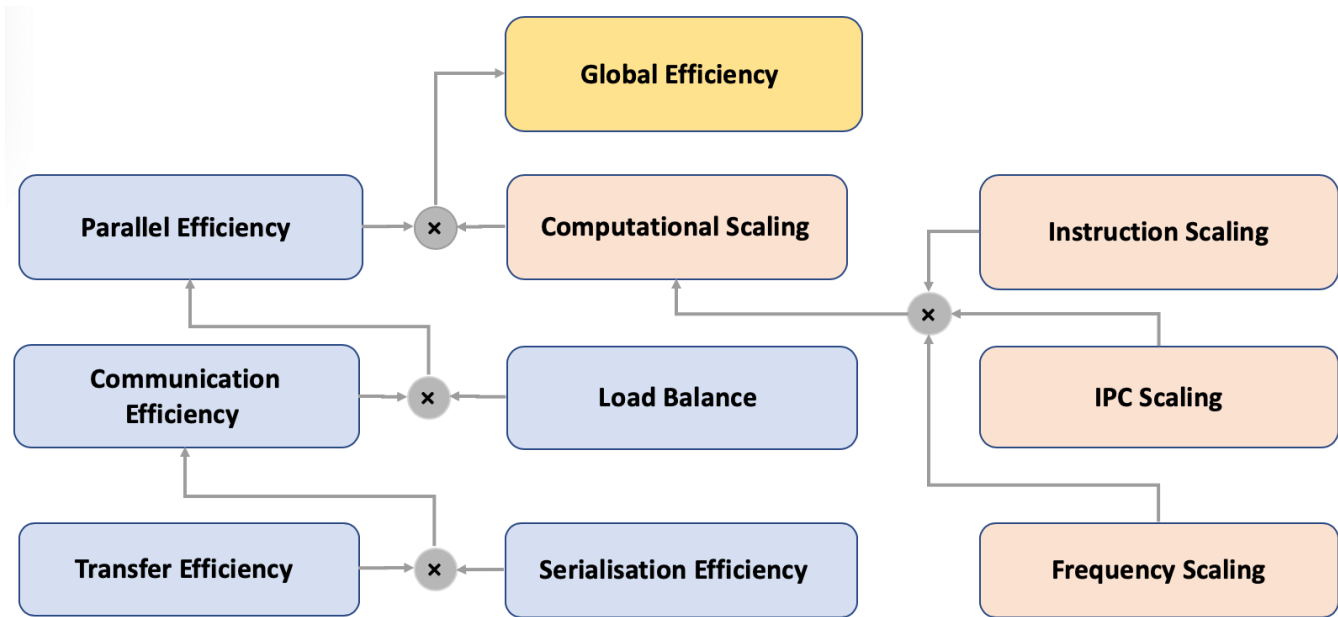 Global Efficiency
Parallel Efficiency
×
Computational Scaling
Instruction Scaling
×
Communication
Efficiency
×
Load Balance
IPC Scaling
Transfer Efficiency
×
Serialisation Efficiency
Frequency Scaling